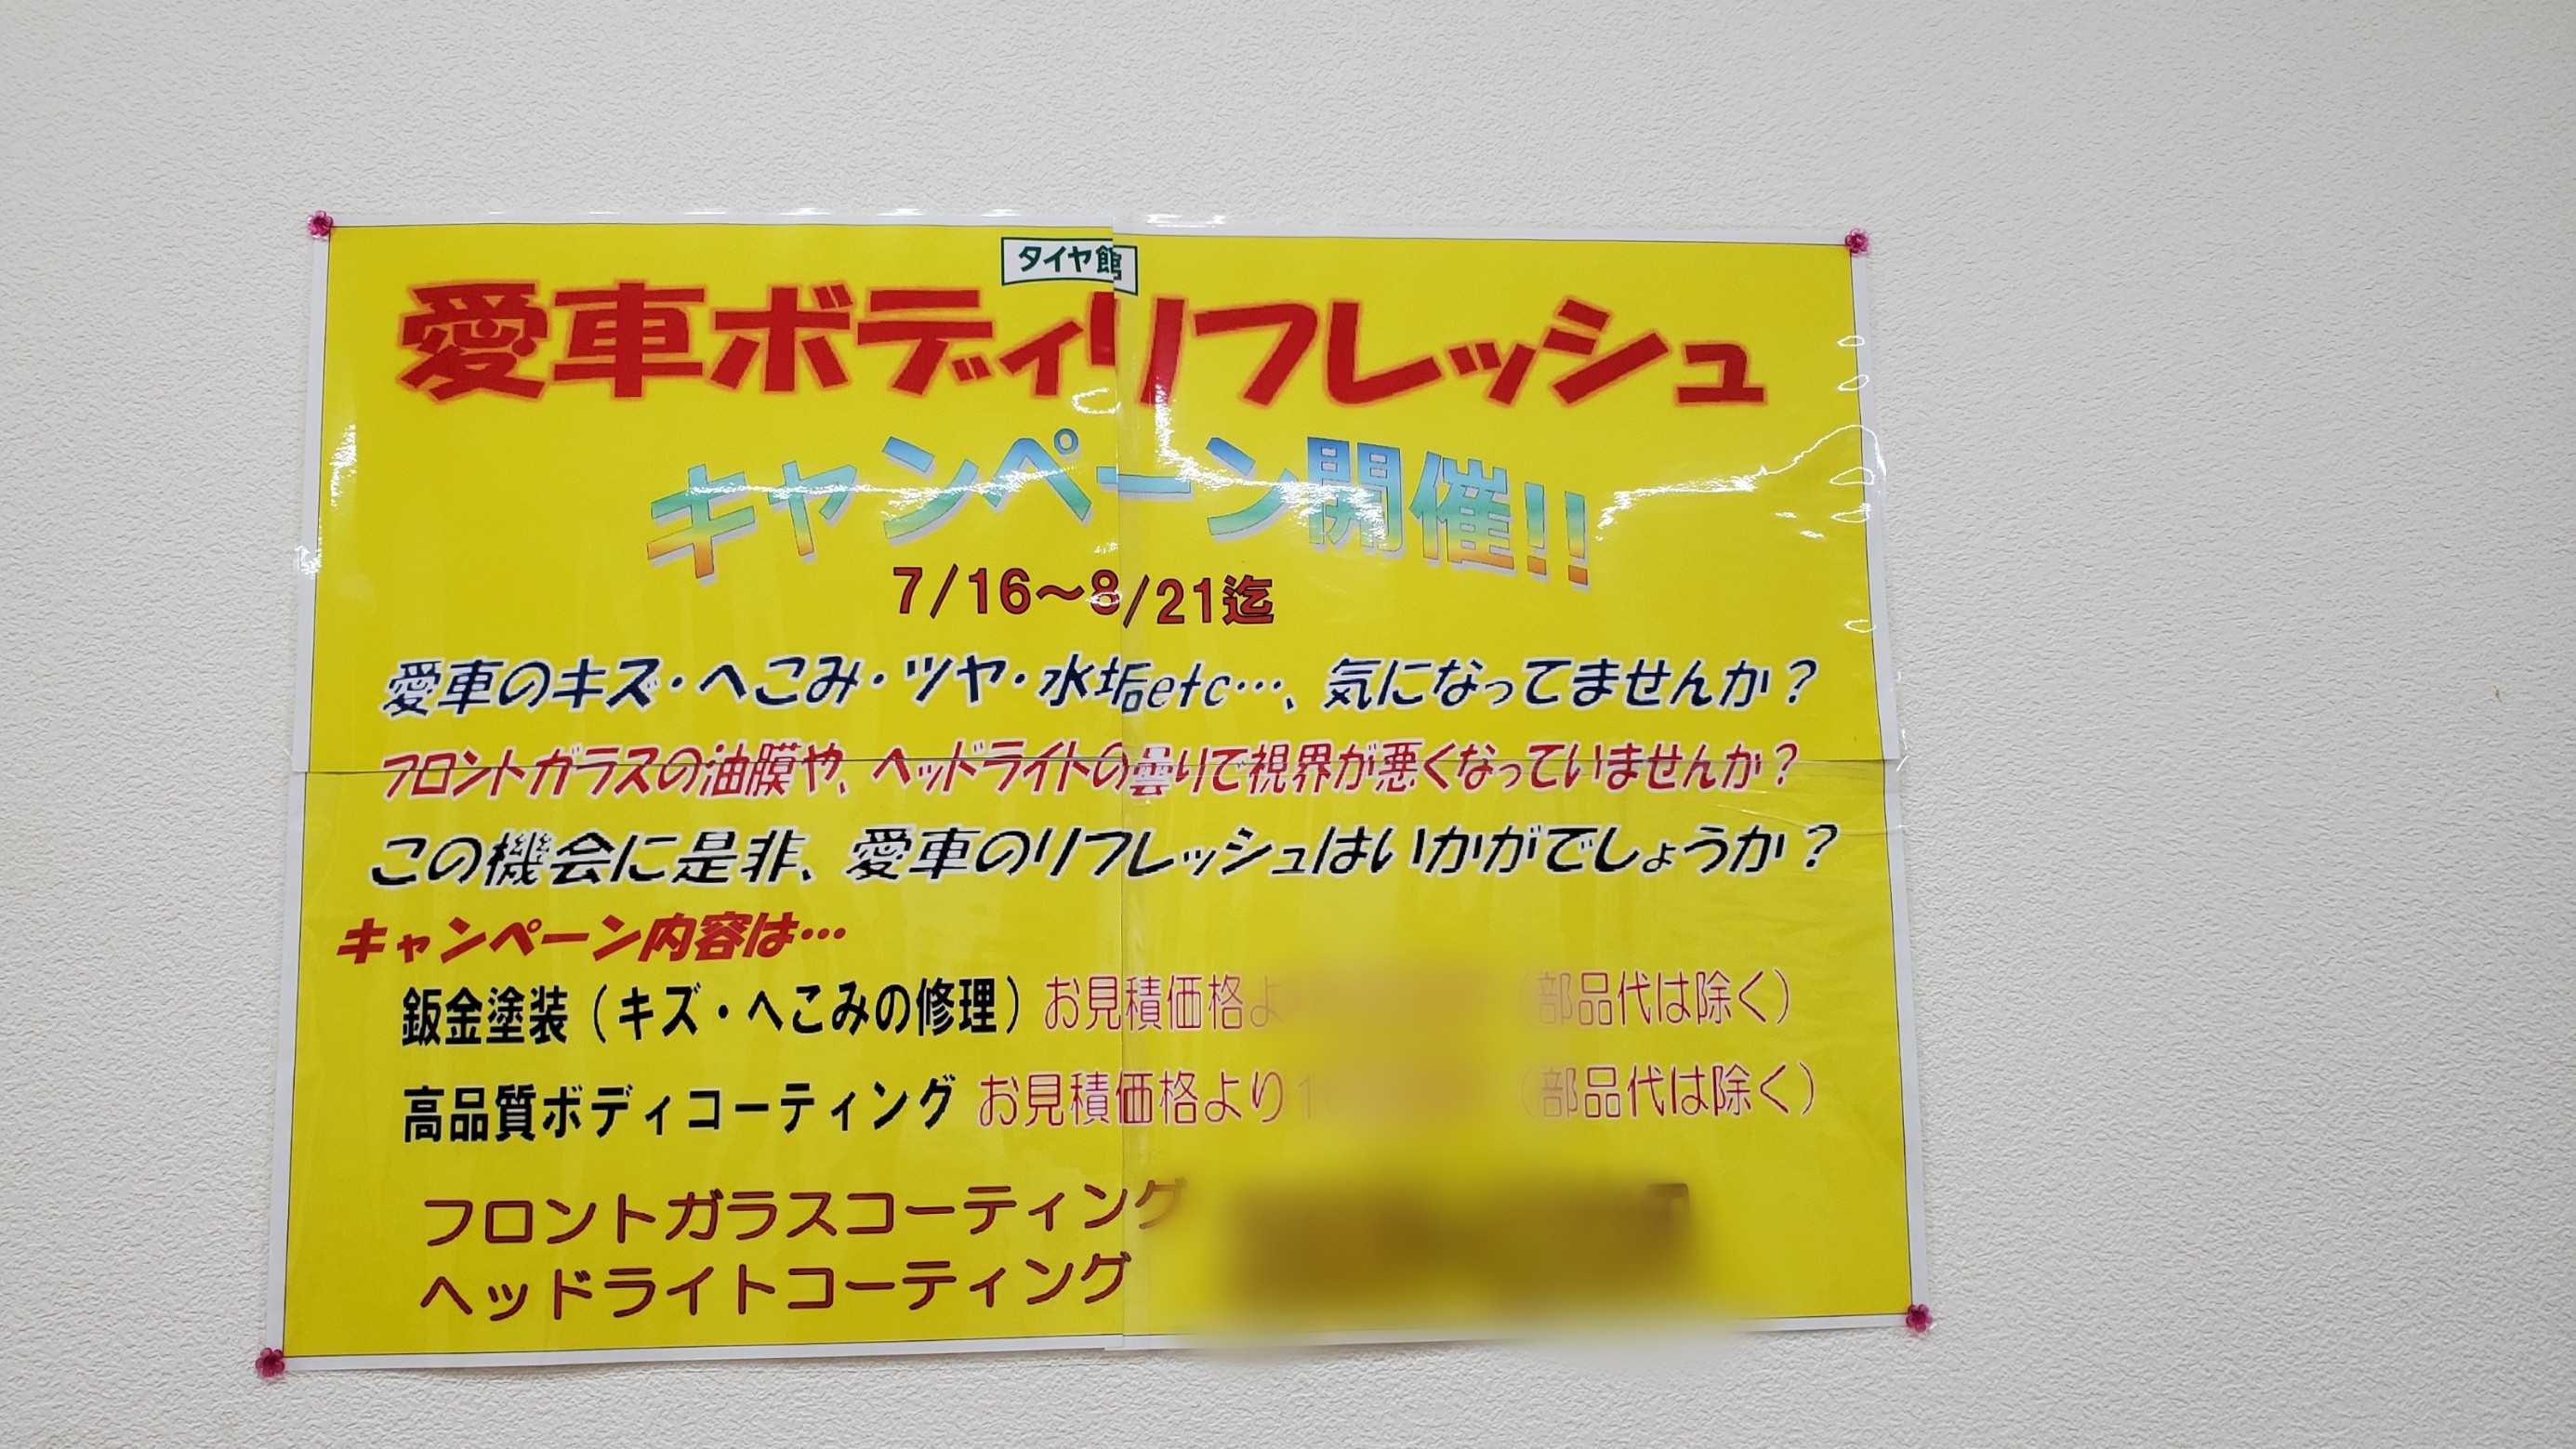 タイヤ館
愛車ボディリフレッシュ
キャンペーン開催!!
7/16～8/21迄
愛車のキズ・へこみ・ツヤ・水垢etc…、気になってませんか？
フロントガラスの油膜や、ヘッドライトの曇りで視界が悪くなっていませんか？
この機会に是非、愛車のリフレッシュはいかがでしょうか？
キャンペーン内容は…
鈑金塗装（キズ・へこみの修理）お見積価格よ （部品代は除く）
高品質ボディコーティング お見積価格より1 （部品代は除く）
フロントガラスコーティング
ヘッドライトコーティング